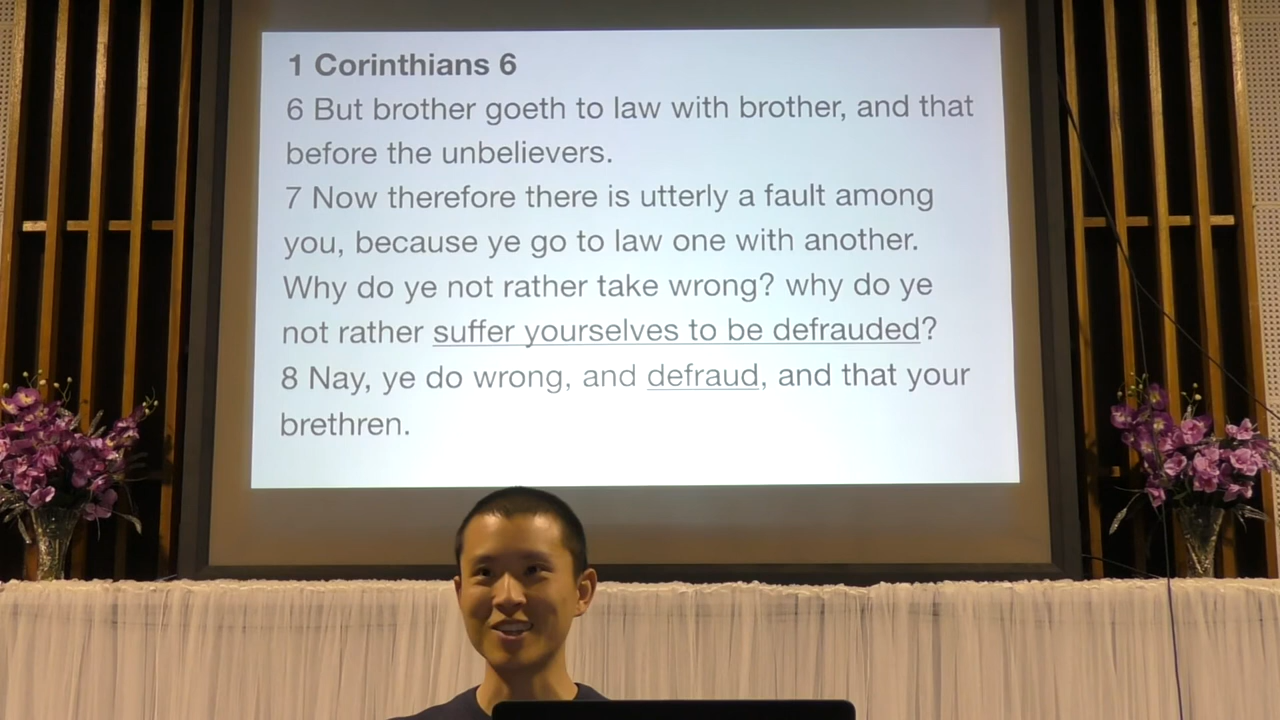 1 Corinthians 6
6 But brother goeth to law with brother, and that
before the unbelievers.
7 Now therefore there is utterly a fault among
you, because ye go to law one with another.
Why do ye not rather take wrong? why do ye
not rather suffer yourselves to be defrauded?
8 Nay, ye do wrong, and defraud, and that your
brethren.